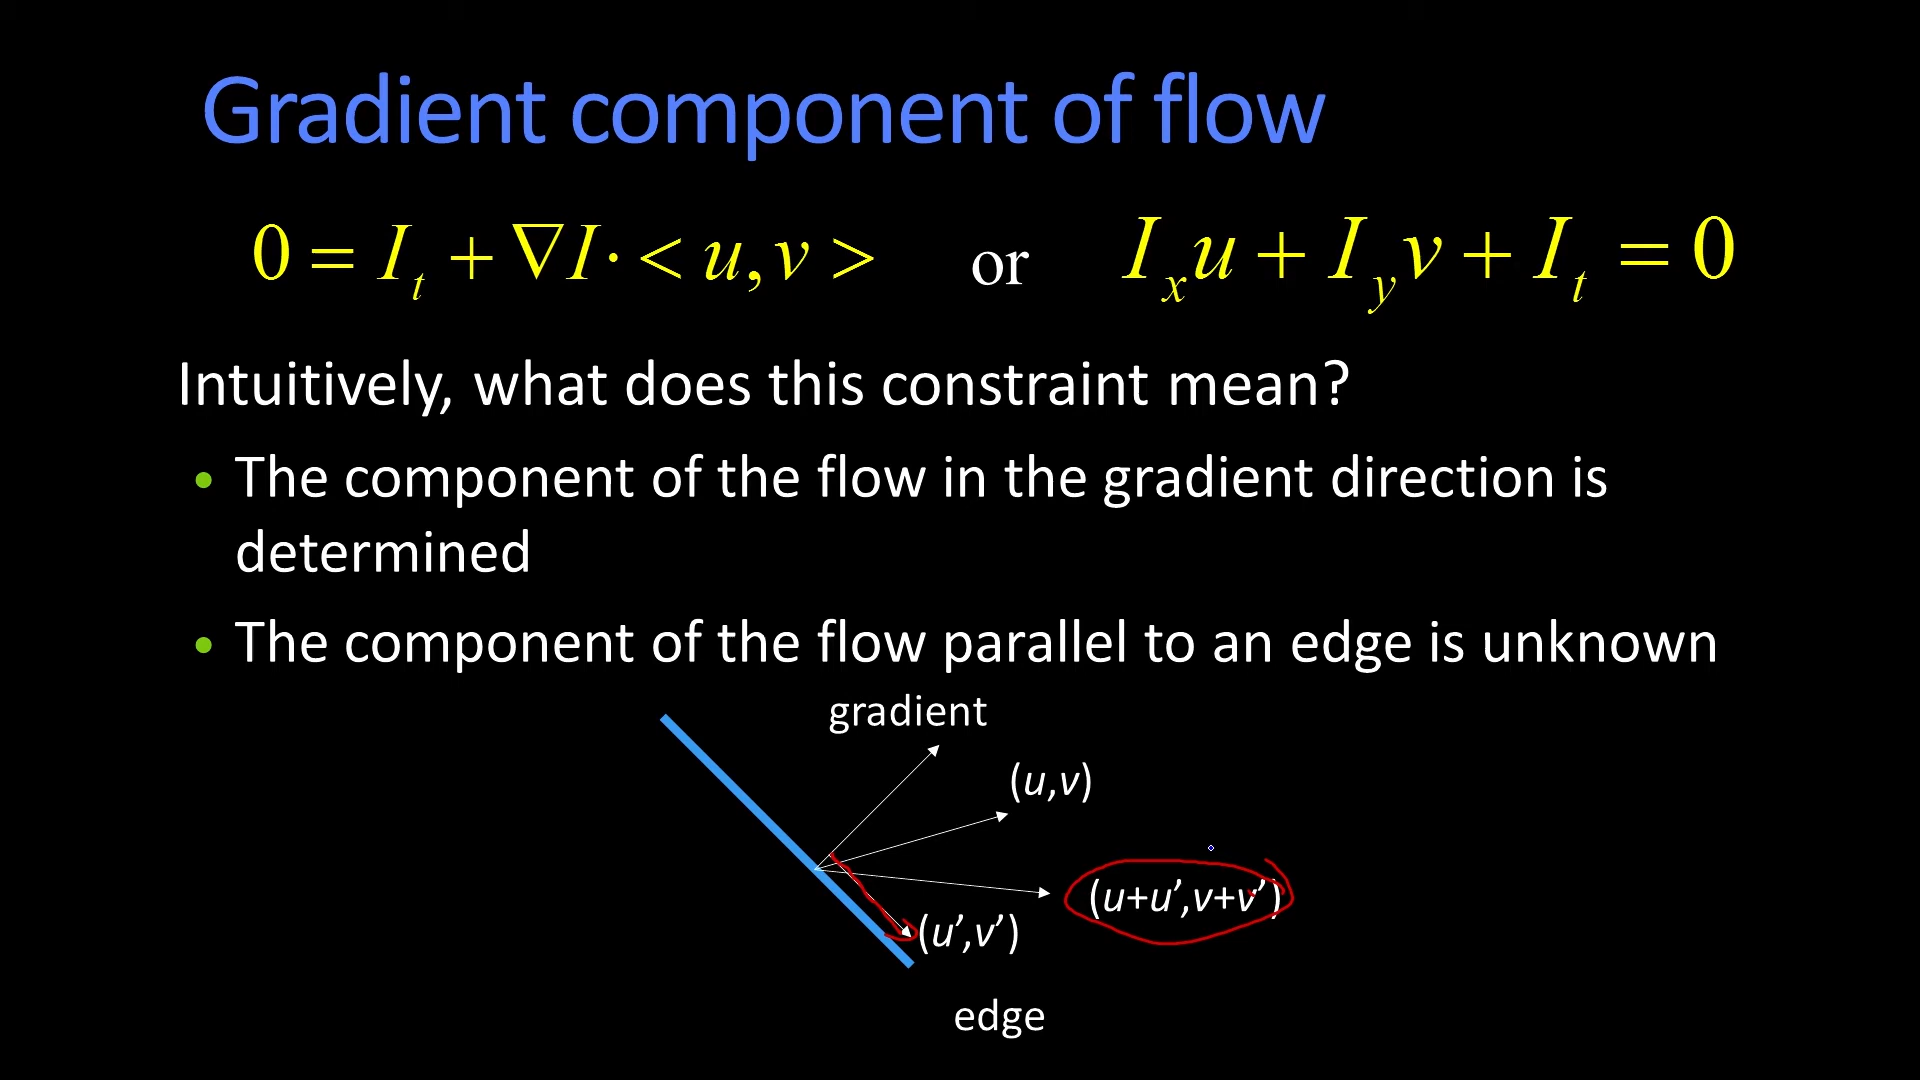 Gradient component of flow
0 = I_t + ∇I · < u, v > or I_x u + I_y v + I_t = 0
Intuitively, what does this constraint mean?
• The component of the flow in the gradient direction is
determined
• The component of the flow parallel to an edge is unknown
gradient
(u,v)
(u+u’,v+v’)
(u’,v’)
edge